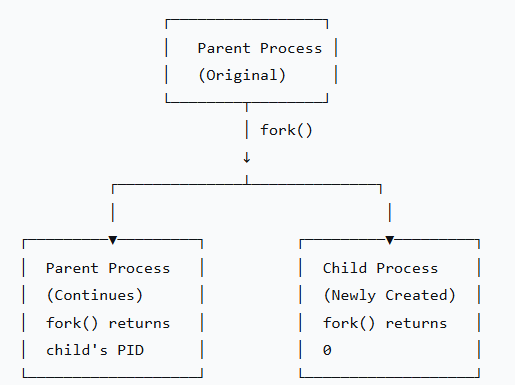 Parent Process
(Original)
fork()
Parent Process
(Continues)
fork() returns
child's PID
Child Process
(Newly Created)
fork() returns
0